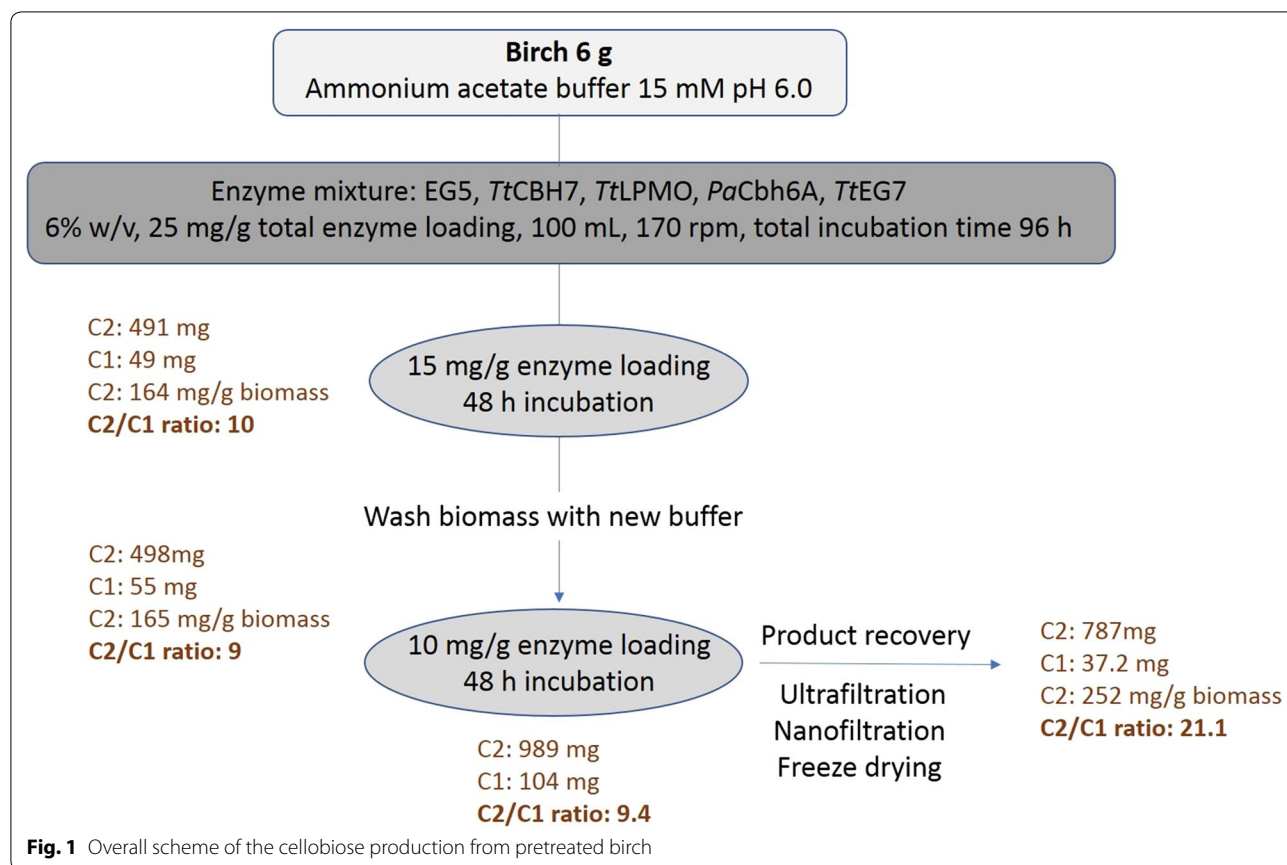 Birch 6 g
Ammonium acetate buffer 15 mM pH 6.0
Enzyme mixture: EG5, TtCBH7, TtLPMO, PaCbh6A, TtEG7
6% w/v, 25 mg/g total enzyme loading, 100 mL, 170 rpm, total incubation time 96 h
C2: 491 mg
C1: 49 mg
C2: 164 mg/g biomass
C2/C1 ratio: 10
15 mg/g enzyme loading
48 h incubation
Wash biomass with new buffer
C2: 498mg
C1: 55 mg
C2: 165 mg/g biomass
C2/C1 ratio: 9
10 mg/g enzyme loading
48 h incubation
Product recovery
Ultrafiltration
Nanofiltration
Freeze drying
C2: 787mg
C1: 37.2 mg
C2: 252 mg/g biomass
C2/C1 ratio: 21.1
C2: 989 mg
C1: 104 mg
C2/C1 ratio: 9.4
Fig. 1 Overall scheme of the cellobiose production from pretreated birch